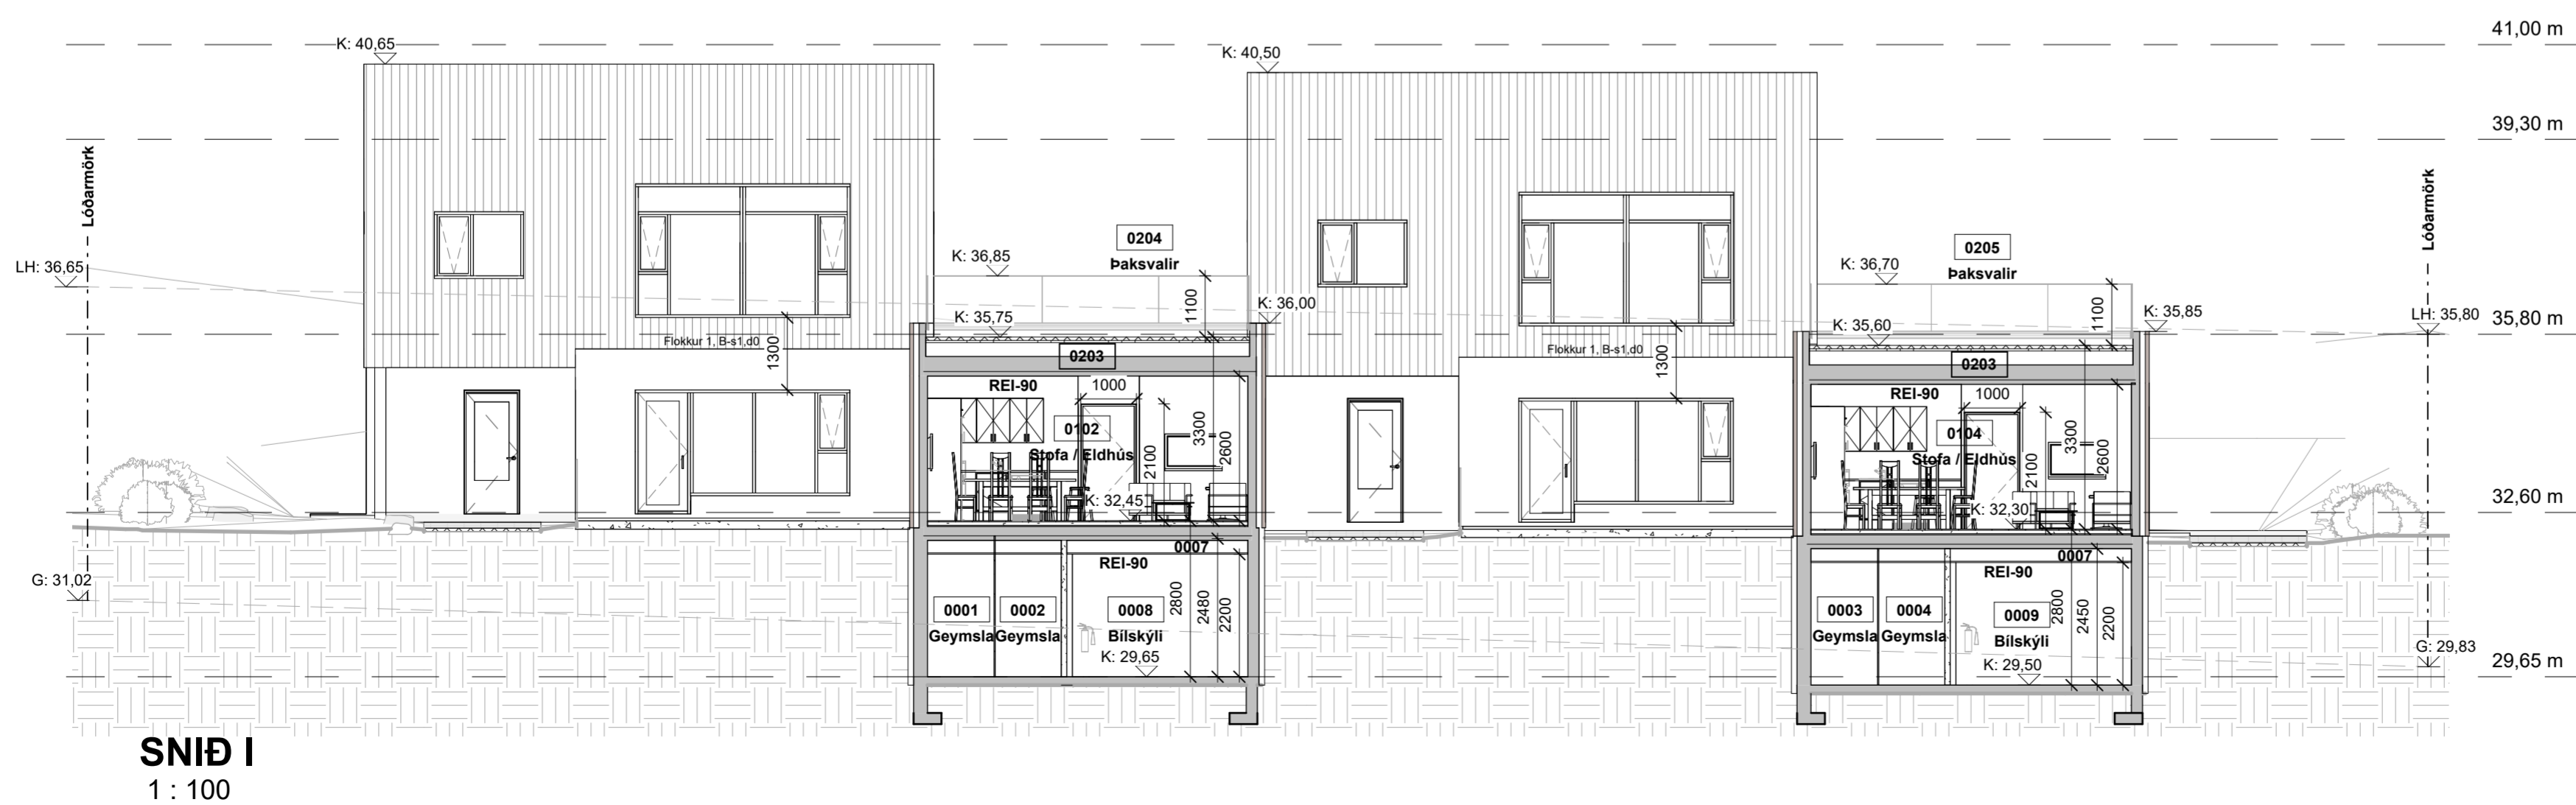 41,00 m
K: 40,65
K: 40,50
39,30 m
Lóðarmörk
Lóðarmörk
0204
Þaksvalir
0205
Þaksvalir
K: 36,85
K: 36,70
LH: 36,65
1100
K: 36,00
1100
K: 35,85
LH: 35,80
35,80 m
K: 35,75
K: 35,60
Flokkur 1, B-s1,d0
1300
0203
Flokkur 1, B-s1,d0
1300
0203
REI-90
1000
REI-90
1000
0102
Stofa / Eldhús
2100
3300
2600
0104
Stofa / Eldhús
2100
3300
2600
K: 32,45
K: 32,30
32,60 m
0007
REI-90
0007
REI-90
G: 31,02
0001
Geymsla
0002
Geymsla
0008
Bílskýli
2800
2480
2200
0003
Geymsla
0004
Geymsla
0009
Bílskýli
2800
2450
2200
K: 29,65
K: 29,50
G: 29,83
29,65 m
SNIÐ I
1 : 100